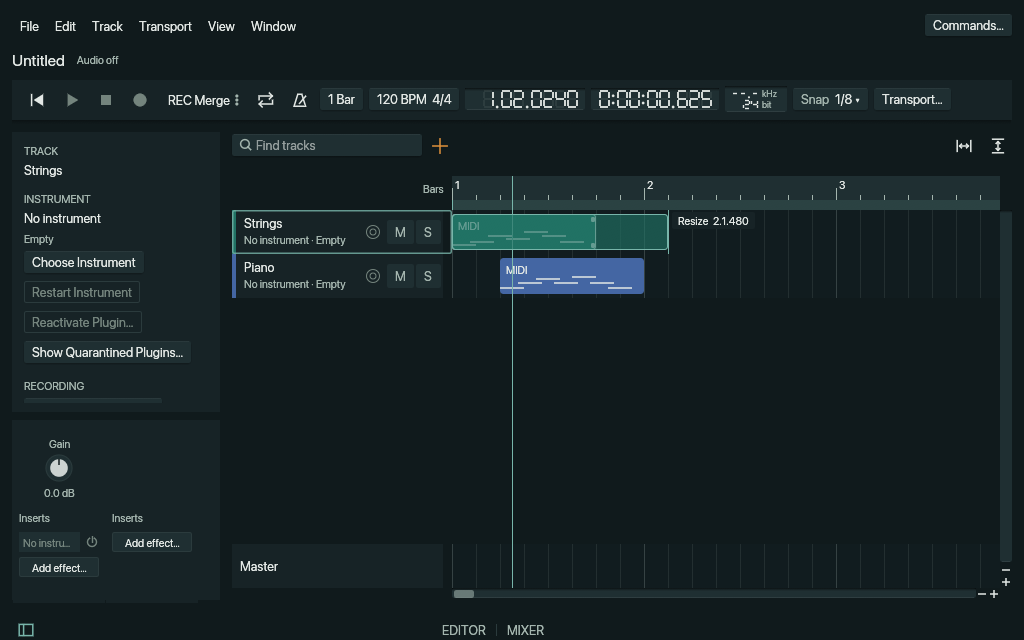 File Edit Track Transport View Window Commands...
Untitled Audio off
REC Merge 1 Bar 120 BPM 4/4 1.02.0240 0:00:00.625 kHz bit Snap 1/8 Transport...
TRACK
Strings
INSTRUMENT
No instrument
Empty
Choose Instrument
Restart Instrument
Reactivate Plugin...
Show Quarantined Plugins...
RECORDING
Gain
0.0 dB
Inserts Inserts
No instru... Add effect...
Add effect...
Find tracks
Bars 1 2 3
Strings
No instrument · Empty M S
MIDI
Resize 2.1.480
Piano
No instrument · Empty M S
MIDI
Master
EDITOR MIXER